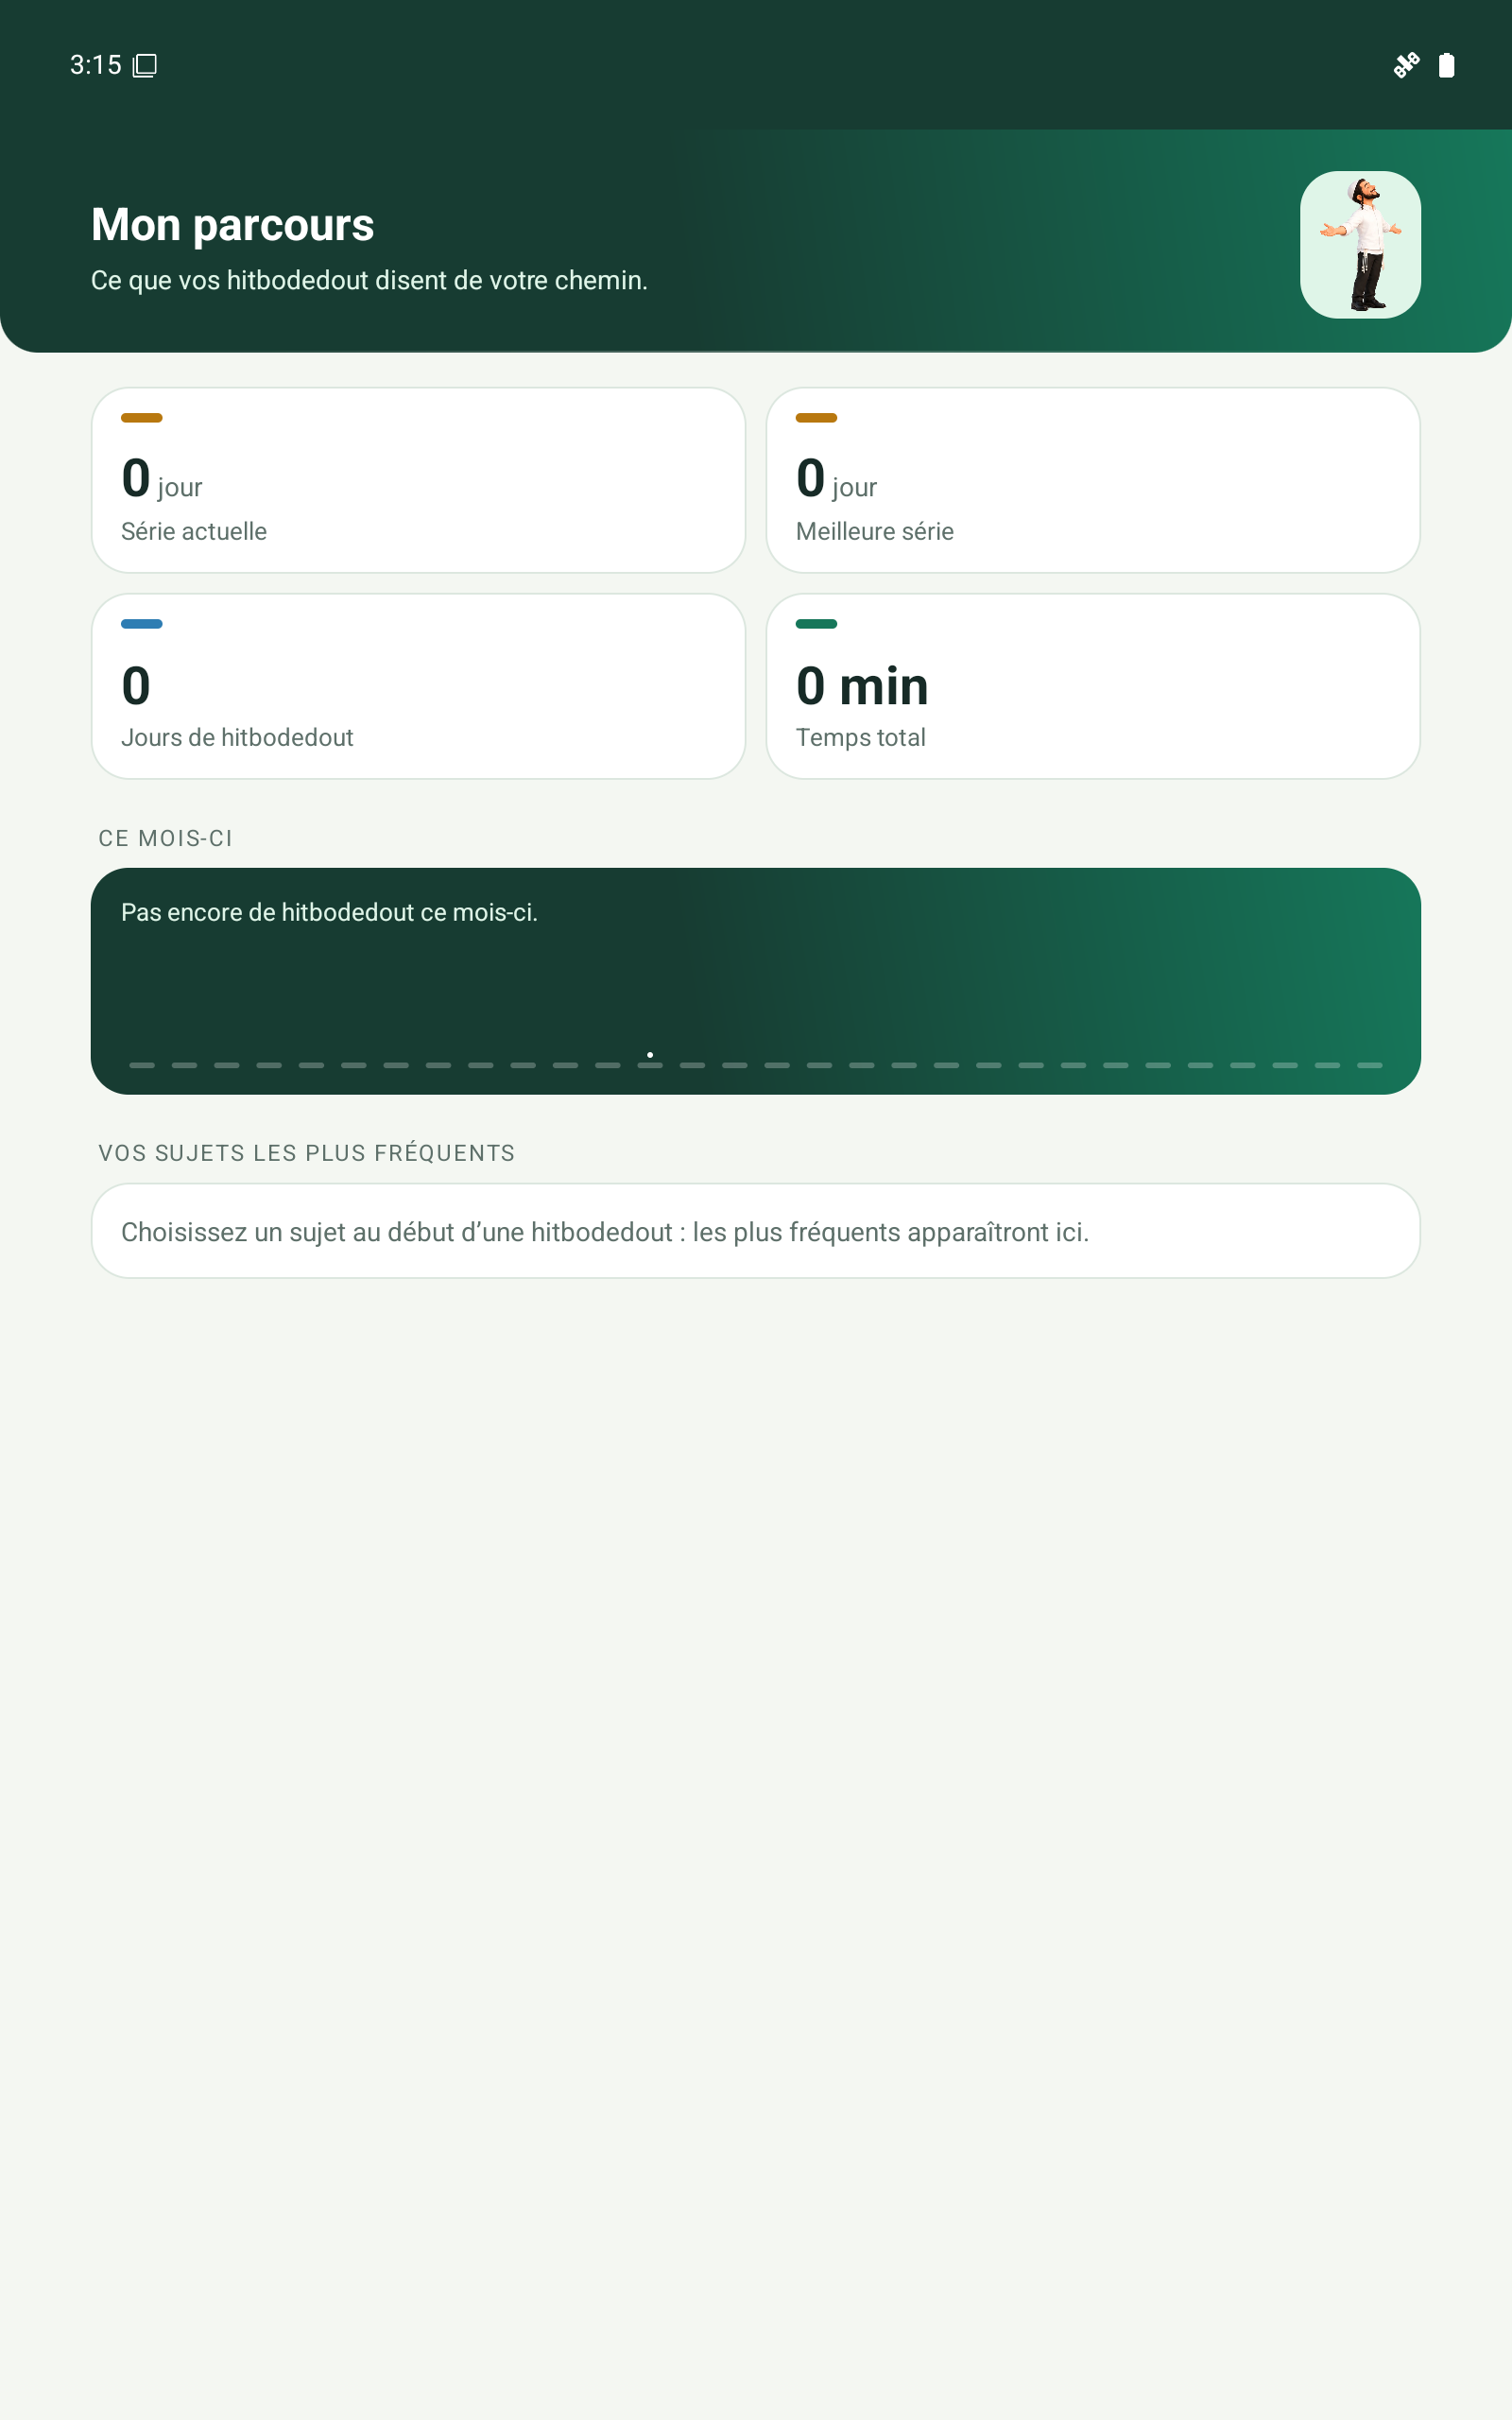 3:15
Mon parcours
Ce que vos hitbodedout disent de votre chemin.
0 jour
Série actuelle
0 jour
Meilleure série
0
Jours de hitbodedout
0 min
Temps total
CE MOIS-CI
Pas encore de hitbodedout ce mois-ci.
VOS SUJETS LES PLUS FRÉQUENTS
Choisissez un sujet au début d’une hitbodedout : les plus fréquents apparaîtront ici.